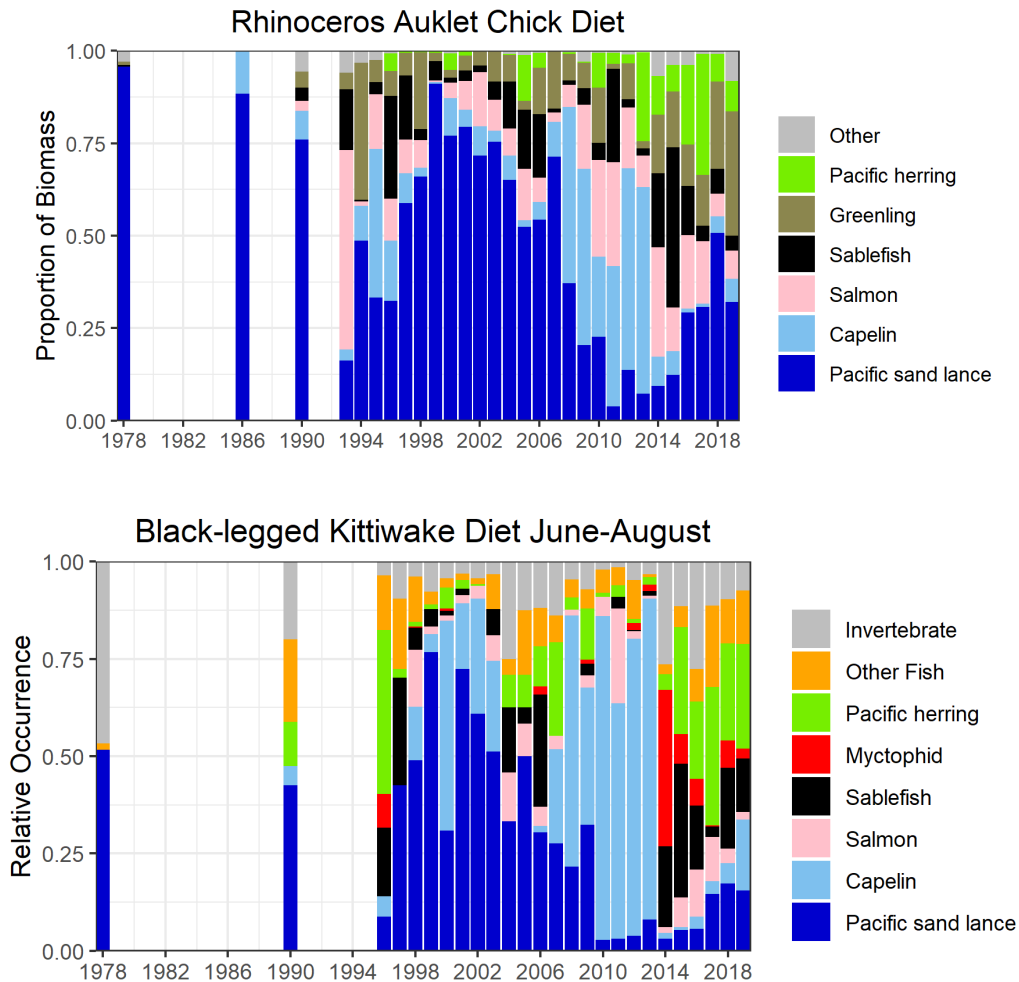 Rhinoceros Auklet Chick Diet
Proportion of Biomass
1.00
0.75
0.50
0.25
0.00
1978 1982 1986 1990 1994 1998 2002 2006 2010 2014 2018
Other
Pacific herring
Greenling
Sablefish
Salmon
Capelin
Pacific sand lance
Black-legged Kittiwake Diet June-August
Relative Occurrence
1.00
0.75
0.50
0.25
0.00
1978 1982 1986 1990 1994 1998 2002 2006 2010 2014 2018
Invertebrate
Other Fish
Pacific herring
Myctophid
Sablefish
Salmon
Capelin
Pacific sand lance